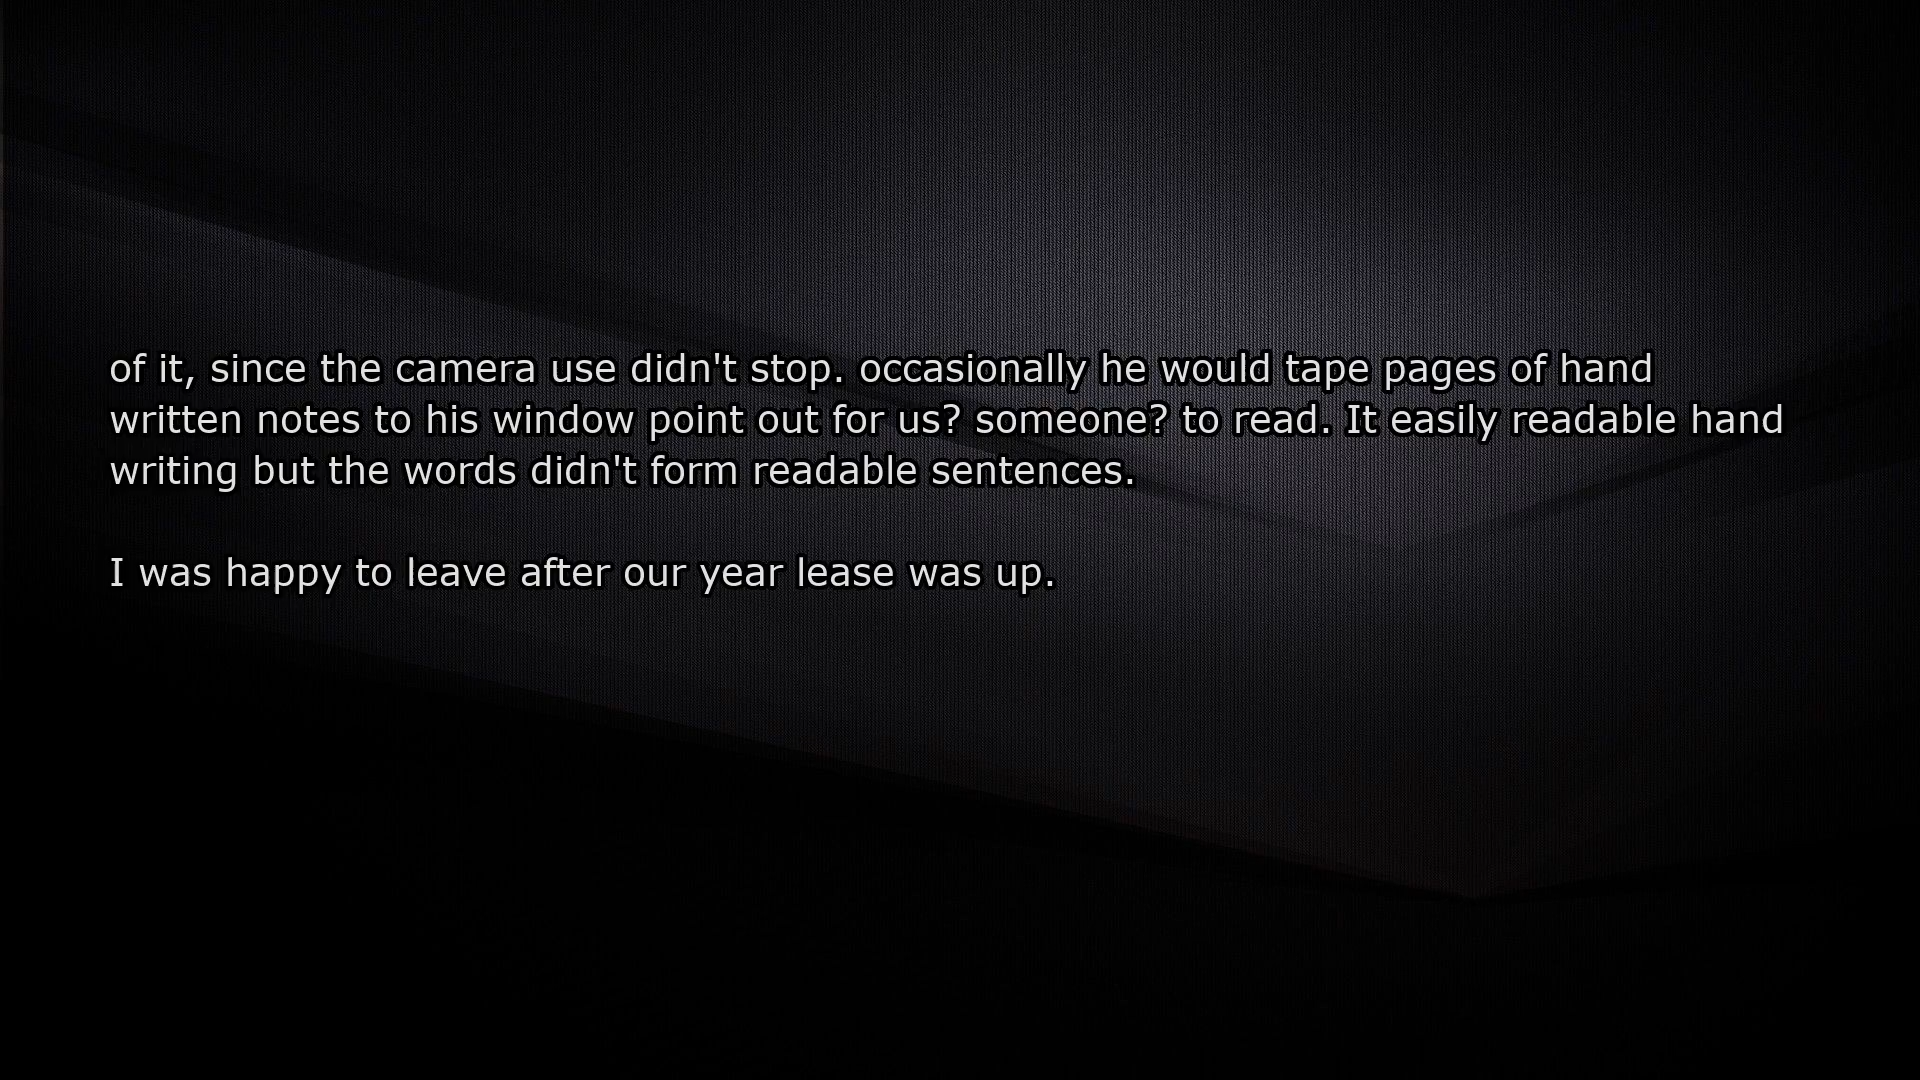 of it, since the camera use didn't stop. occasionally he would tape pages of hand
written notes to his window point out for us? someone? to read. It easily readable hand
writing but the words didn't form readable sentences.
I was happy to leave after our year lease was up.